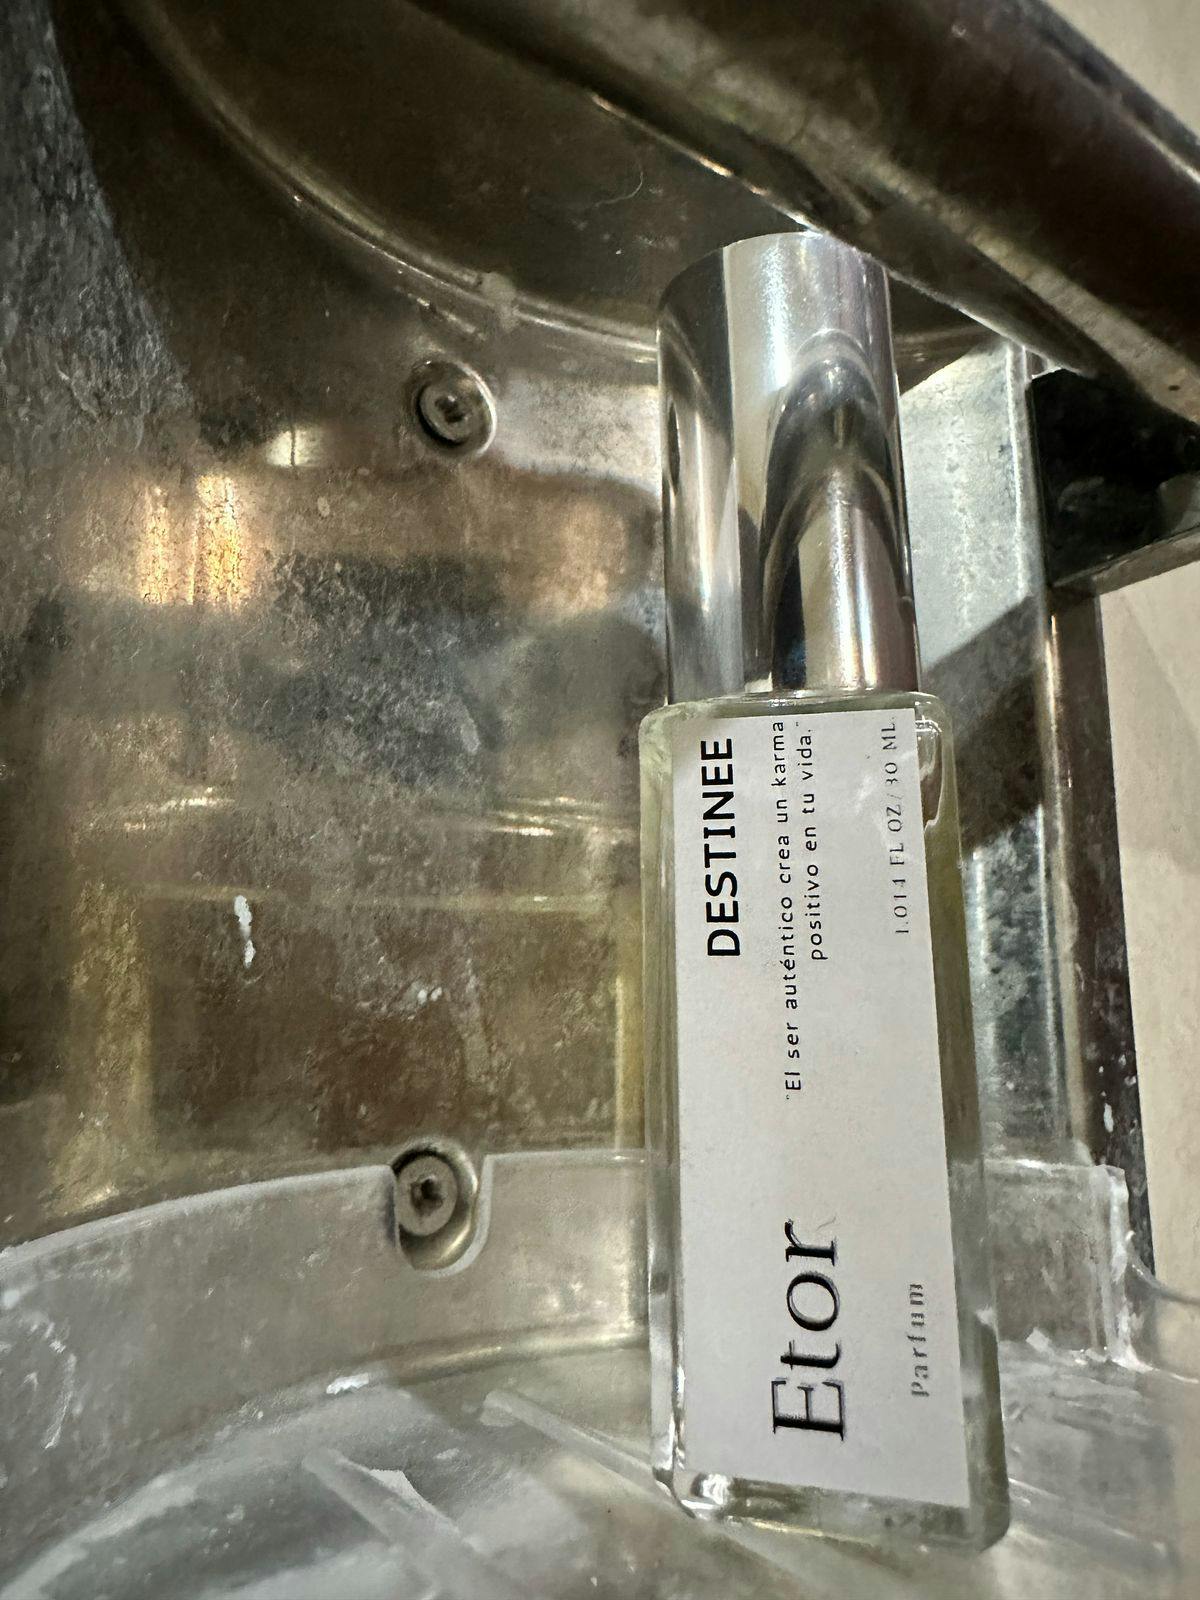 DESTINEE
"El ser auténtico crea un karma
positivo en tu vida."
1.014 FL OZ/30 ML.
Etor
Parfum